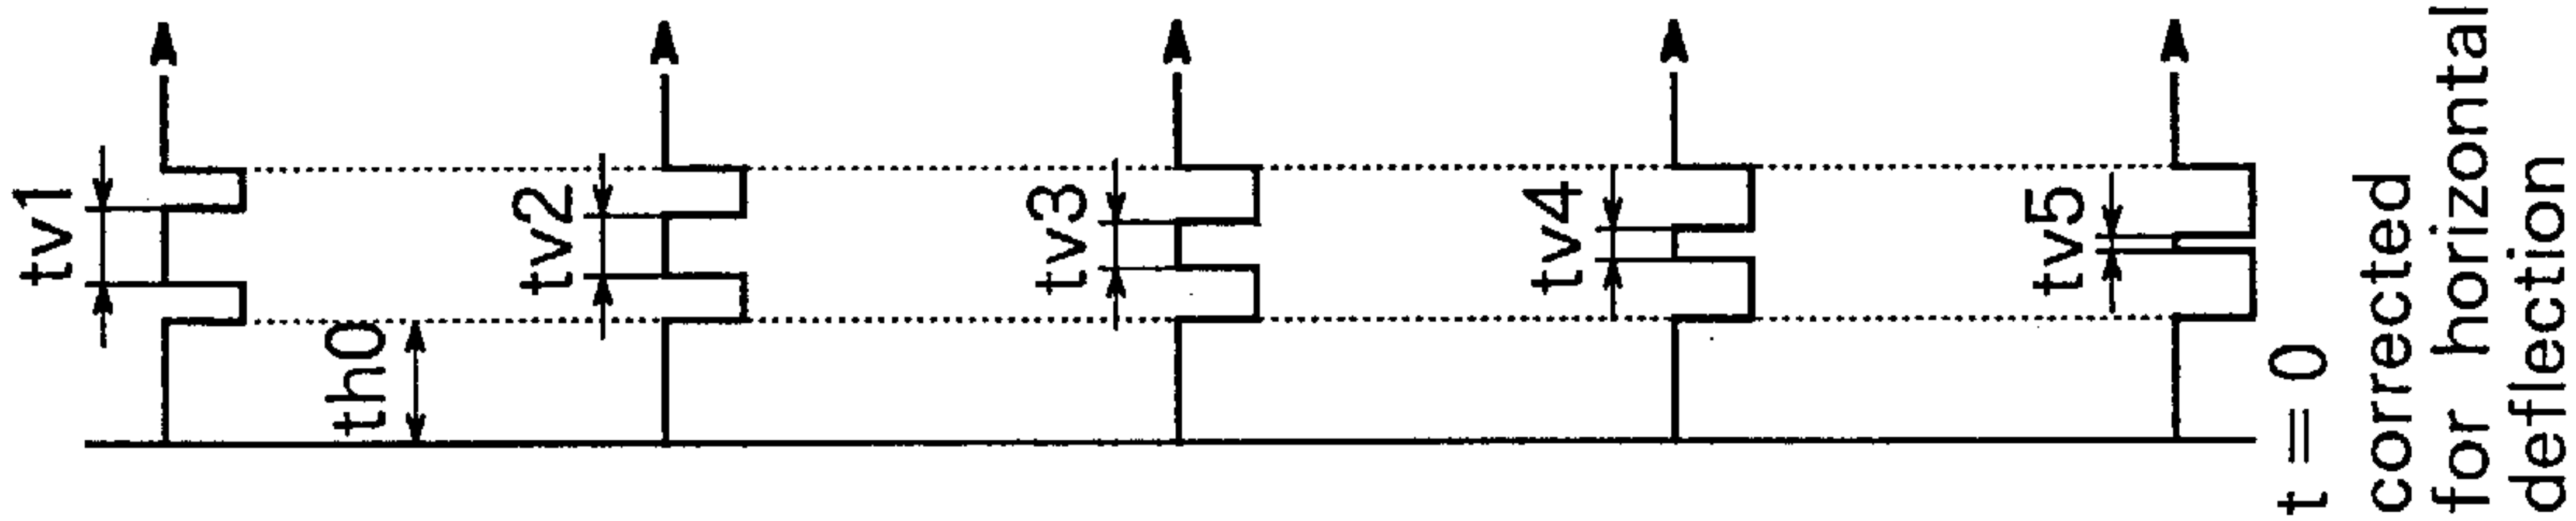 tv1
th0
tv2
tv3
tv4
tv5
t = 0
corrected
for horizontal
deflection